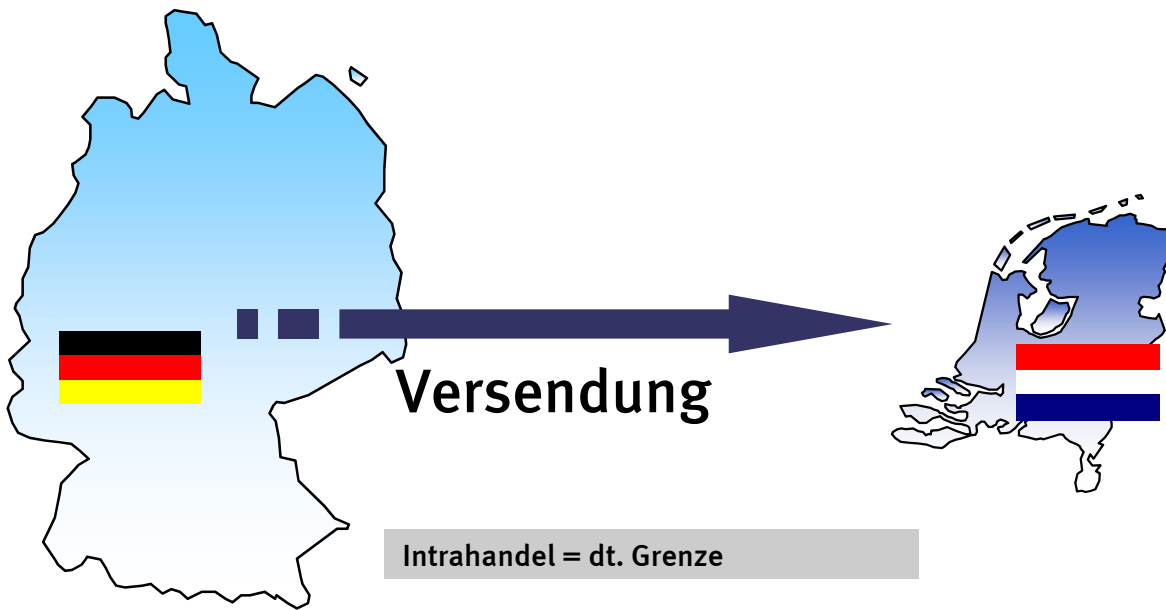 Versendung
Intrahandel = dt. Grenze